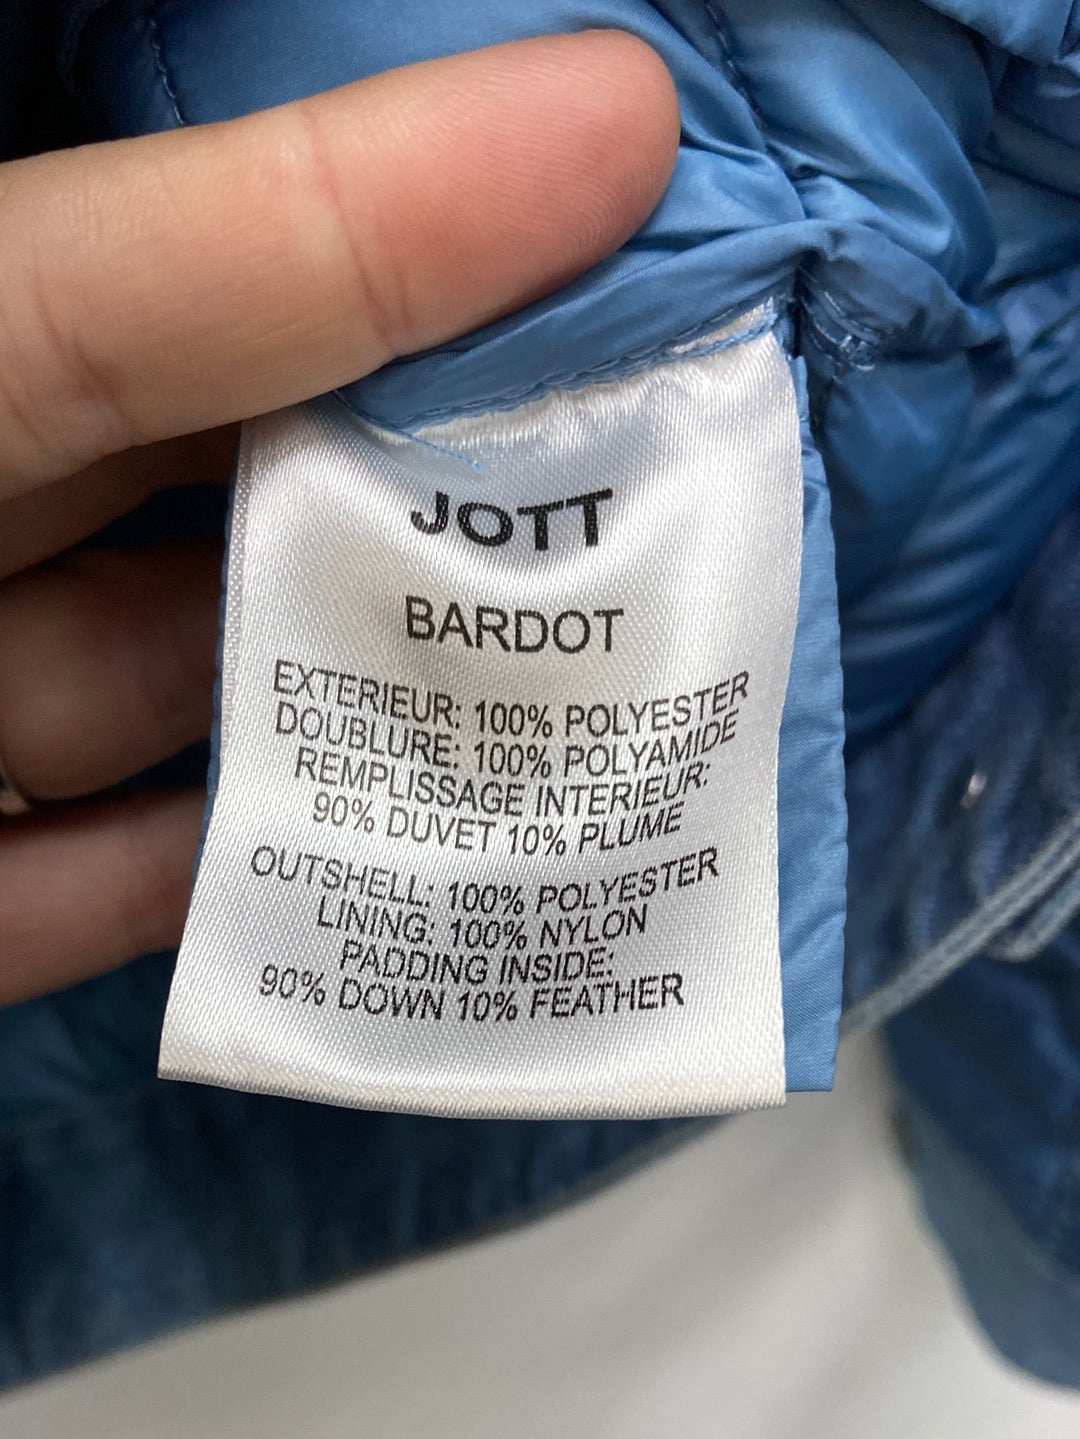 JOTT
BARDOT
EXTERIEUR: 100% POLYESTER
DOUBLURE: 100% POLYAMIDE
REMPLISSAGE INTERIEUR:
90% DUVET 10% PLUME
OUTSHELL: 100% POLYESTER
LINING: 100% NYLON
PADDING INSIDE:
90% DOWN 10% FEATHER